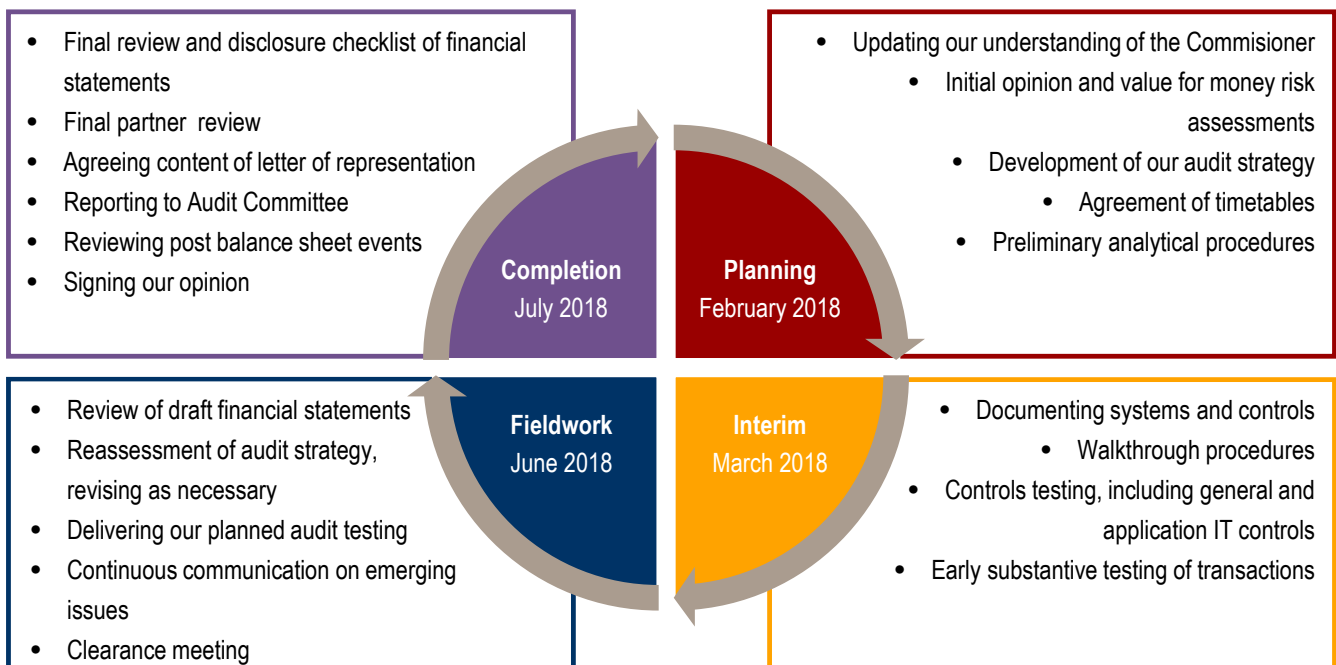 • Final review and disclosure checklist of financial
statements
• Final partner review
• Agreeing content of letter of representation
• Reporting to Audit Committee
• Reviewing post balance sheet events
• Signing our opinion
Completion
July 2018
• Updating our understanding of the Commisioner
• Initial opinion and value for money risk
assessments
• Development of our audit strategy
• Agreement of timetables
• Preliminary analytical procedures
Planning
February 2018
• Review of draft financial statements
• Reassessment of audit strategy,
revising as necessary
• Delivering our planned audit testing
• Continuous communication on emerging
issues
• Clearance meeting
Fieldwork
June 2018
Interim
March 2018
• Documenting systems and controls
• Walkthrough procedures
• Controls testing, including general and
application IT controls
• Early substantive testing of transactions